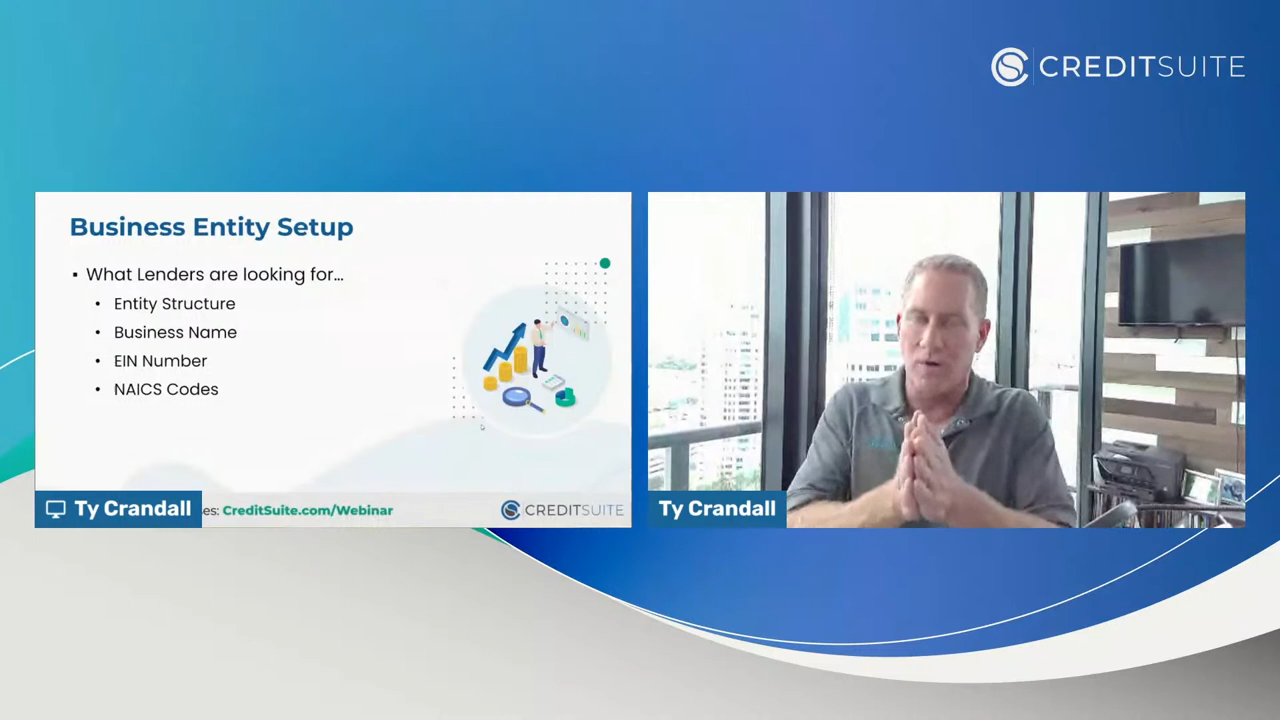 CREDITSUITE
Business Entity Setup
▪ What Lenders are looking for...
• Entity Structure
• Business Name
• EIN Number
• NAICS Codes
Ty Crandall
es: CreditSuite.com/Webinar
CREDITSUITE
Ty Crandall